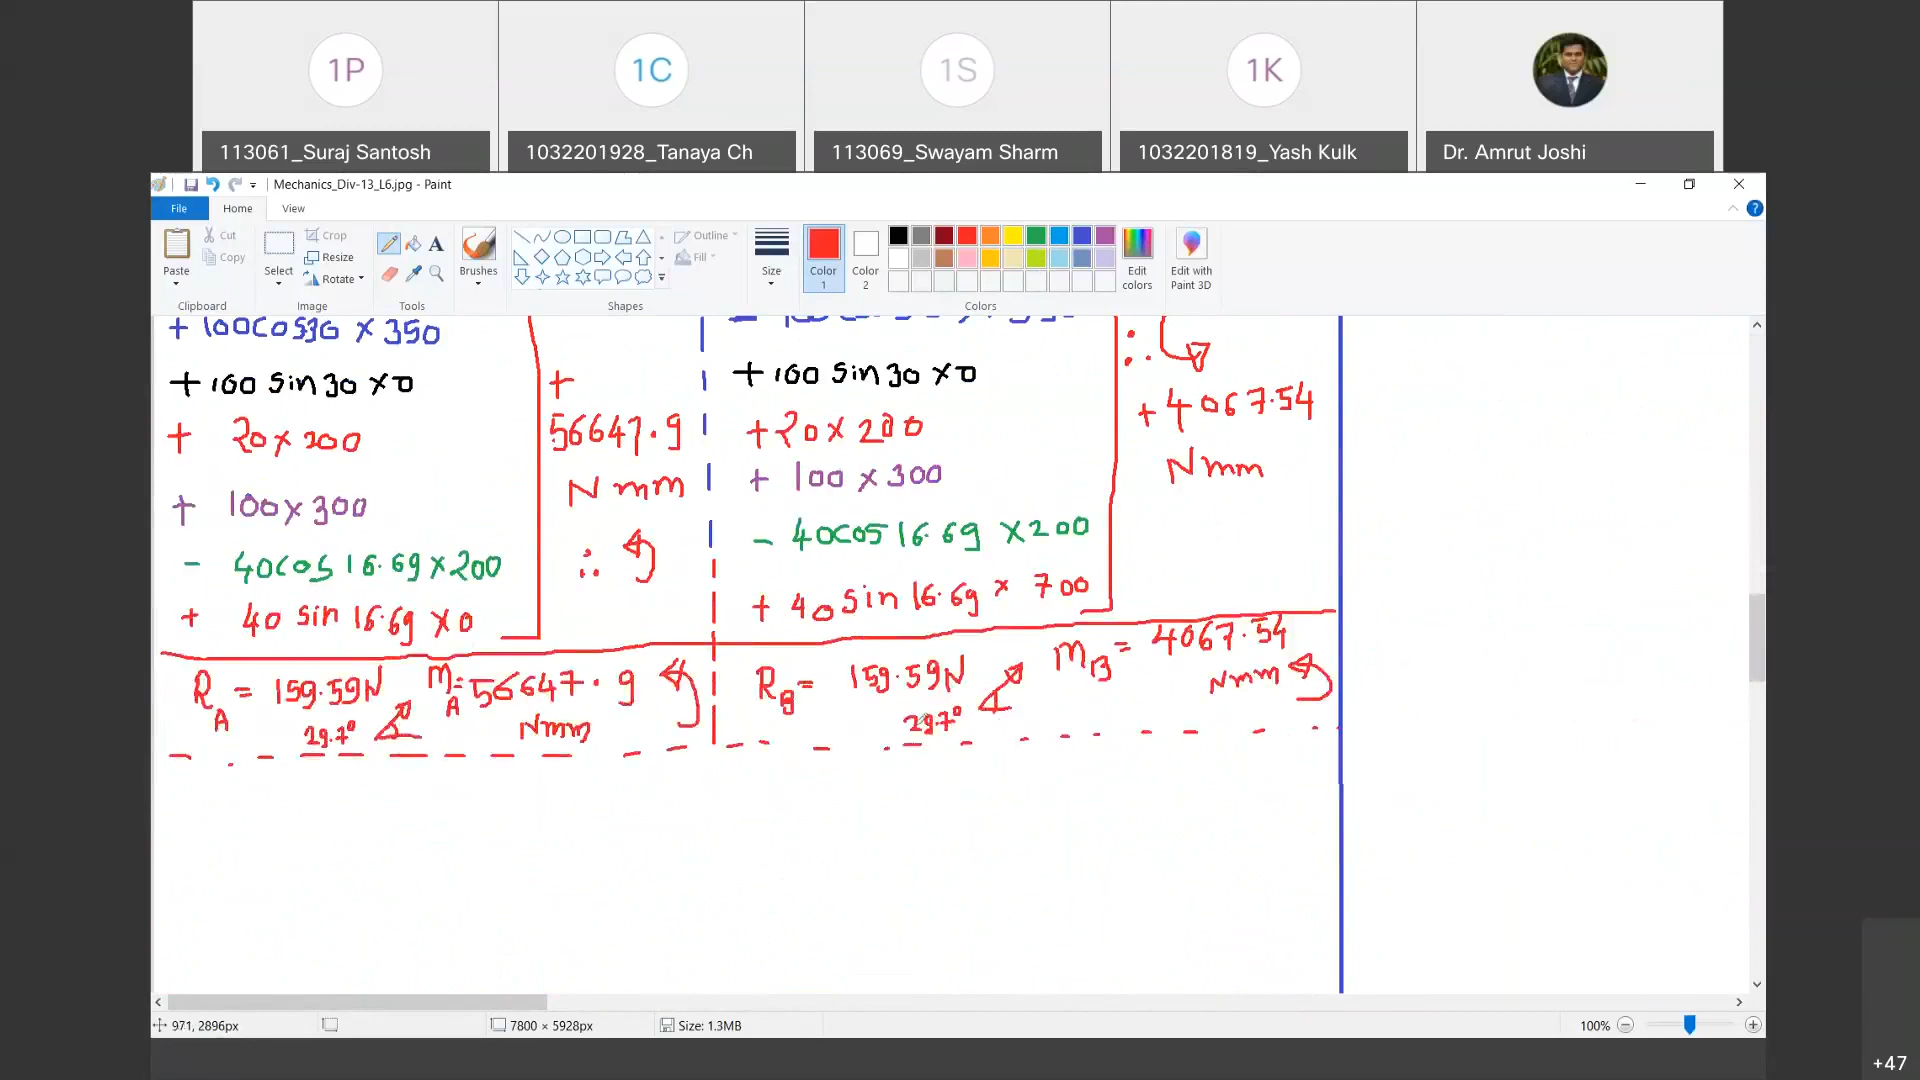 1P
1C
1S
1K
113061_Suraj Santosh
1032201928_Tanaya Ch
113069_Swayam Sharm
1032201819_Yash Kulk
Dr. Amrut Joshi
Mechanics_Div-13_L6.jpg - Paint
File
Home
View
Paste
Cut
Copy
Clipboard
Select
Crop
Resize
Rotate
Image
A
Tools
Brushes
Outline
Fill
Shapes
Size
Color 1
Color 2
Edit colors
Colors
Edit with Paint 3D
?
+ 100cos30 × 350
+ 100 sin 30 × 0
+ 20 × 200
+ 100 × 300
- 40cos 16.69 × 200
+ 40 sin 16.69 × 0
+
56647.9
N mm
∴
+ 100 sin 30 × 0
+ 20 × 200
+ 100 × 300
- 40cos 16.69 × 200
+ 40 sin 16.69 × 700
∴
+ 4067.54
Nmm
R_A = 159.59N
29.7°
M_A = 56647.9
Nmm
R_B = 159.59N
29.7°
M_B = 4067.54
Nmm
971, 2896px
7800 × 5928px
Size: 1.3MB
100%
+47